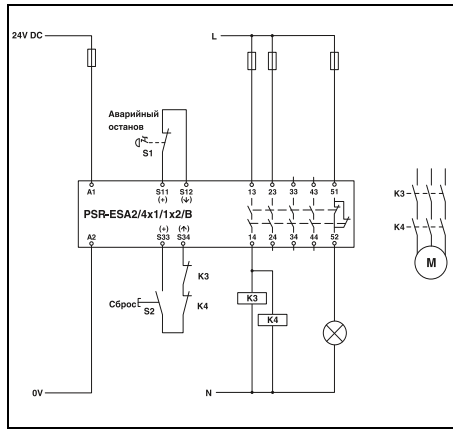 24V DC
L
Аварийный
останов
S1
A1
S11
(+)
S12
(↓)
13
23
33
43
51
PSR-ESA2/4x1/1x2/B
A2
(+)
S33
(↑)
S34
14
24
34
44
52
K3
K4
M
K3
K4
Сброс
S2
K3
K4
0V
N